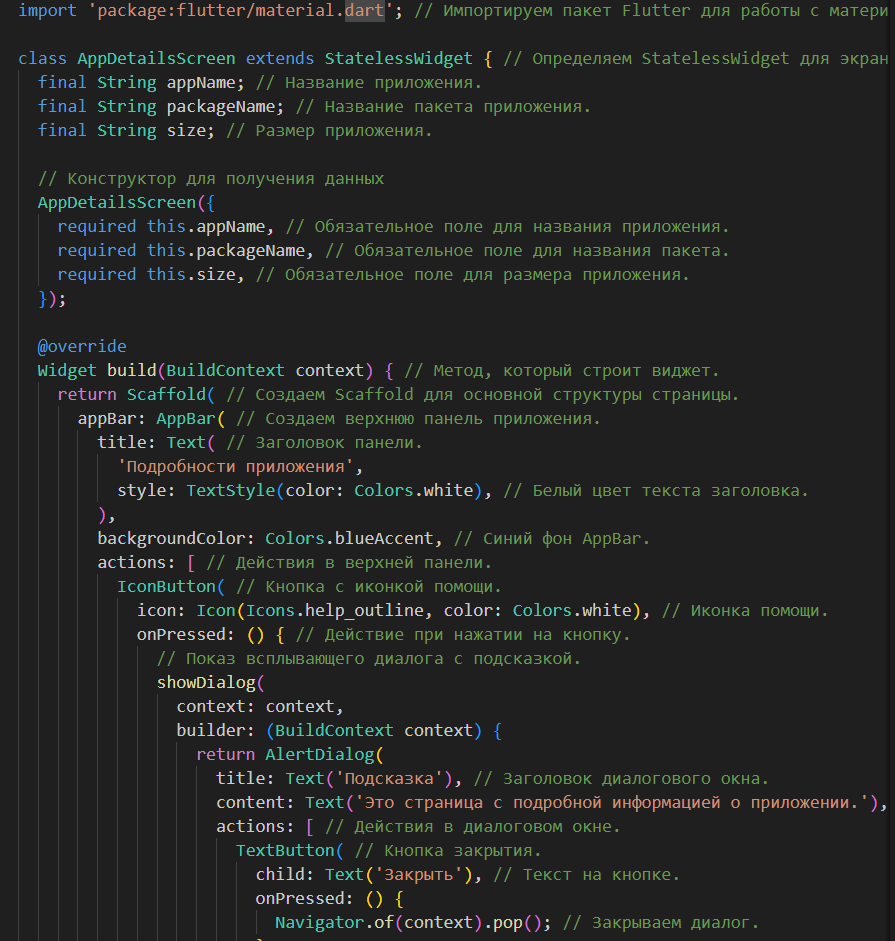 import 'package:flutter/material.dart'; // Импортируем пакет Flutter для работы с
class AppDetailsScreen extends StatelessWidget { // Определяем StatelessWidget для экран
final String appName; // Название приложения.
final String packageName; // Название пакета приложения.
final String size; // Размер приложения.
// Конструктор для получения данных
AppDetailsScreen({
required this.appName, // Обязательное поле для названия приложения.
required this.packageName, // Обязательное поле для названия пакета.
required this.size, // Обязательное поле для размера приложения.
});
@override
Widget build(BuildContext context) { // Метод, который строит виджет.
return Scaffold( // Создаем Scaffold для основной структуры страницы.
appBar: AppBar( // Создаем верхнюю панель приложения.
title: Text( // Заголовок панели.
'Подробности приложения',
style: TextStyle(color: Colors.white), // Белый цвет текста заголовка.
),
backgroundColor: Colors.blueAccent, // Синий фон AppBar.
actions: [ // Действия в верхней панели.
IconButton( // Кнопка с иконкой помощи.
icon: Icon(Icons.help_outline, color: Colors.white), // Иконка помощи.
onPressed: () { // Действие при нажатии на кнопку.
// Показ всплывающего диалога с подсказкой.
showDialog(
context: context,
builder: (BuildContext context) {
return AlertDialog(
title: Text('Подсказка'), // Заголовок диалогового окна.
content: Text('Это страница с подробной информацией о приложении.'),
actions: [ // Действия в диалоговом окне.
TextButton( // Кнопка закрытия.
child: Text('Закрыть'), // Текст на кнопке.
onPressed: () {
Navigator.of(context).pop(); // Закрываем диалог.